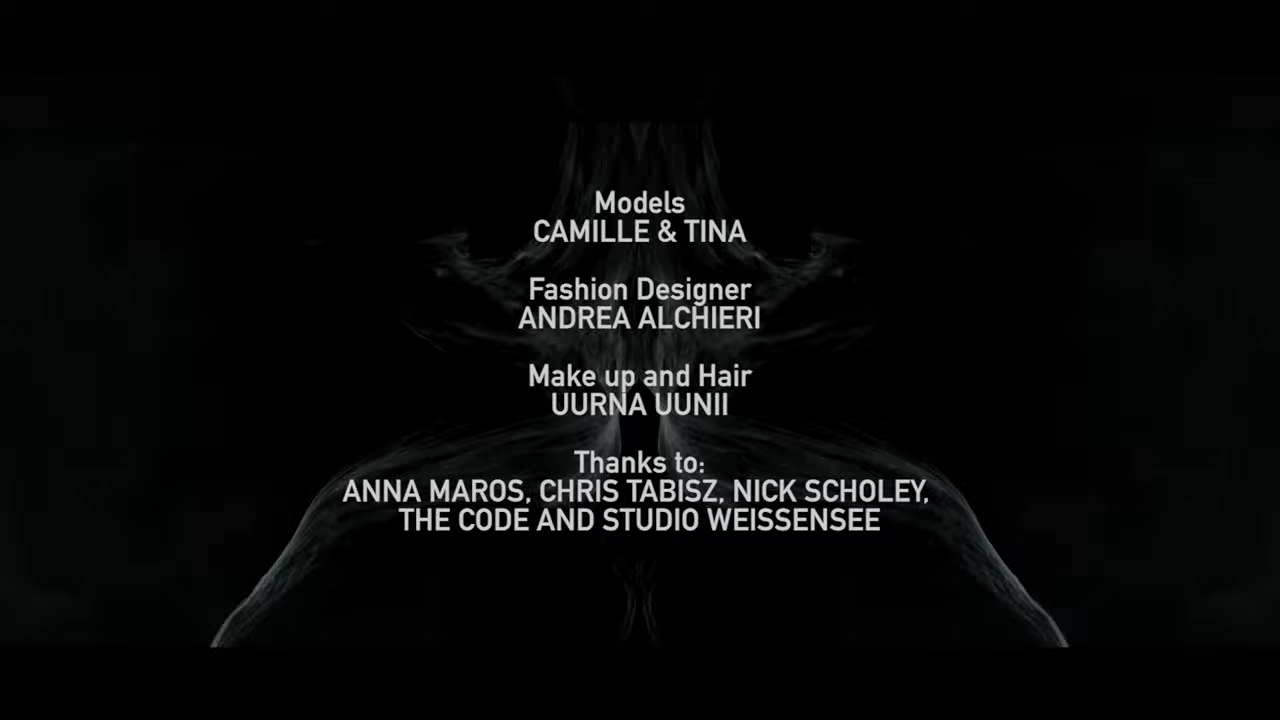 Models
CAMILLE & TINA
Fashion Designer
ANDREA ALCHIERI
Make up and Hair
UURNA UUNII
Thanks to:
ANNA MAROS, CHRIS TABISZ, NICK SCHOLEY,
THE CODE AND STUDIO WEISSENSEE